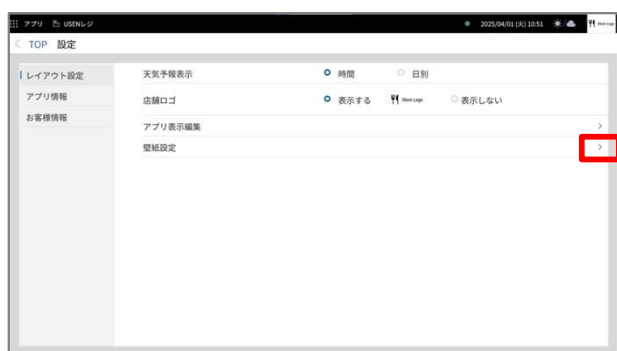 アプリ USENレジ 2025/04/01 (火) 10:51
TOP 設定
レイアウト設定
アプリ情報
お客様情報
天気予報表示 時間 日別
店舗ロゴ 表示する Store Logo 表示しない
アプリ表示編集
壁紙設定